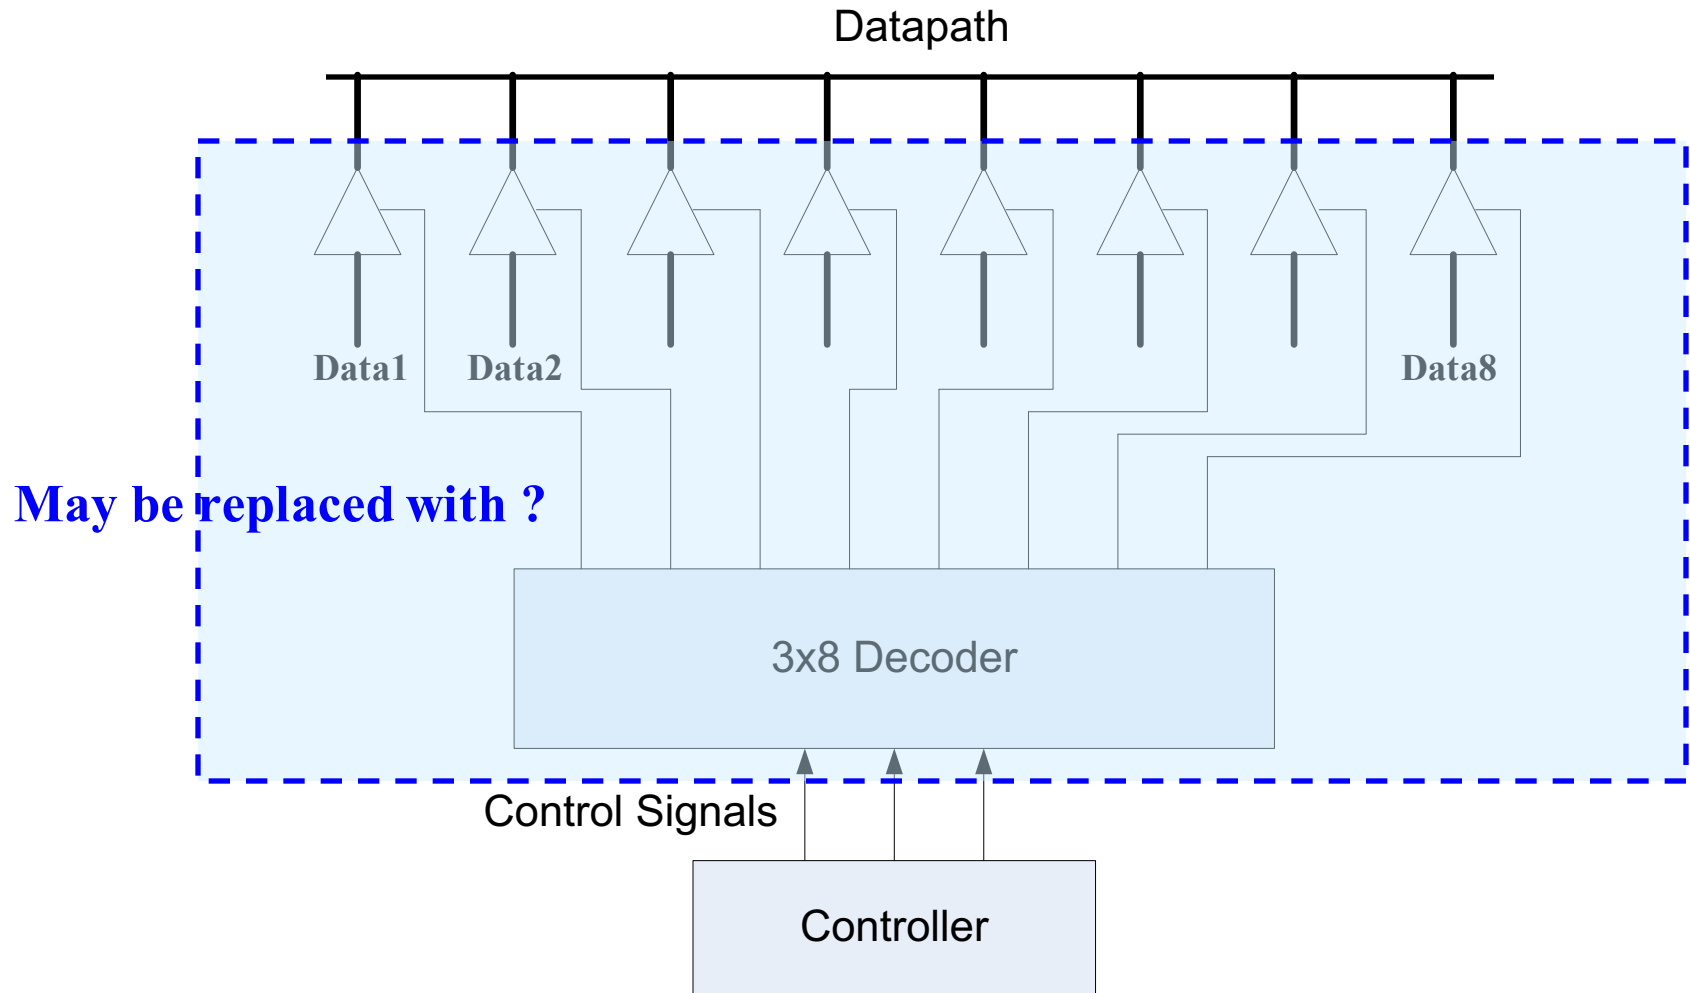 Datapath
Data1
Data2
Data8
May be replaced with ?
3x8 Decoder
Control Signals
Controller